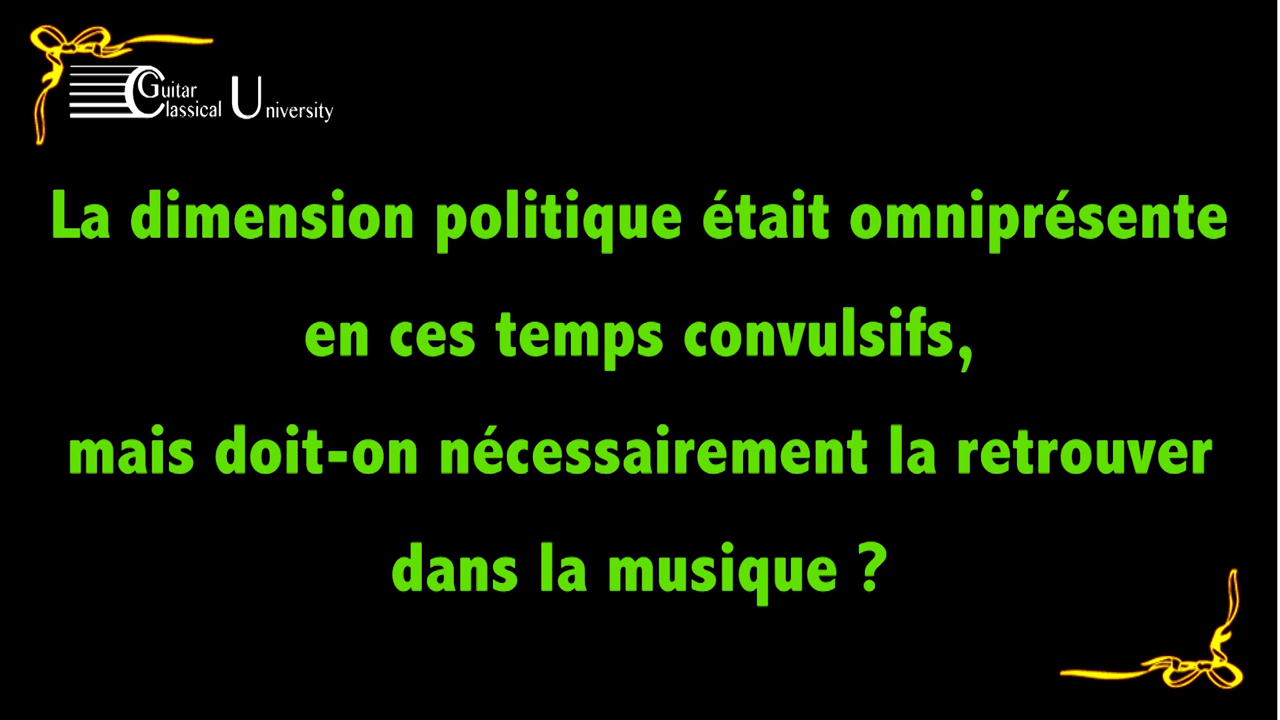 Guitar
Classical University
La dimension politique était omniprésente
en ces temps convulsifs,
mais doit-on nécessairement la retrouver
dans la musique ?